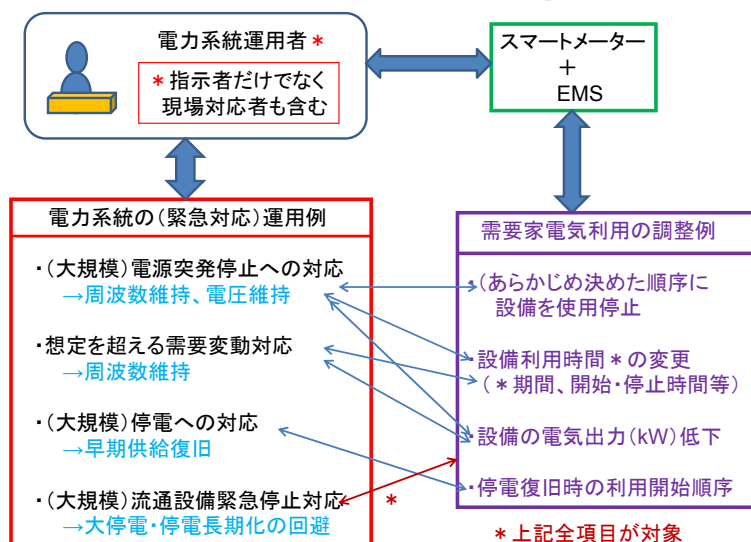 電力系統運用者*
*指示者だけでなく
現場対応者も含む
スマートメーター
+
EMS
電力系統の(緊急対応)運用例
・(大規模)電源突発停止への対応
→周波数維持、電圧維持
・想定を超える需要変動対応
→周波数維持
・(大規模)停電への対応
→早期供給復旧
・(大規模)流通設備緊急停止対応
→大停電・停電長期化の回避
*
需要家電気利用の調整例
・(あらかじめ決めた順序に
設備を使用停止
・設備利用時間*の変更
(*期間、開始・停止時間等)
・設備の電気出力(kW)低下
・停電復旧時の利用開始順序
*上記全項目が対象